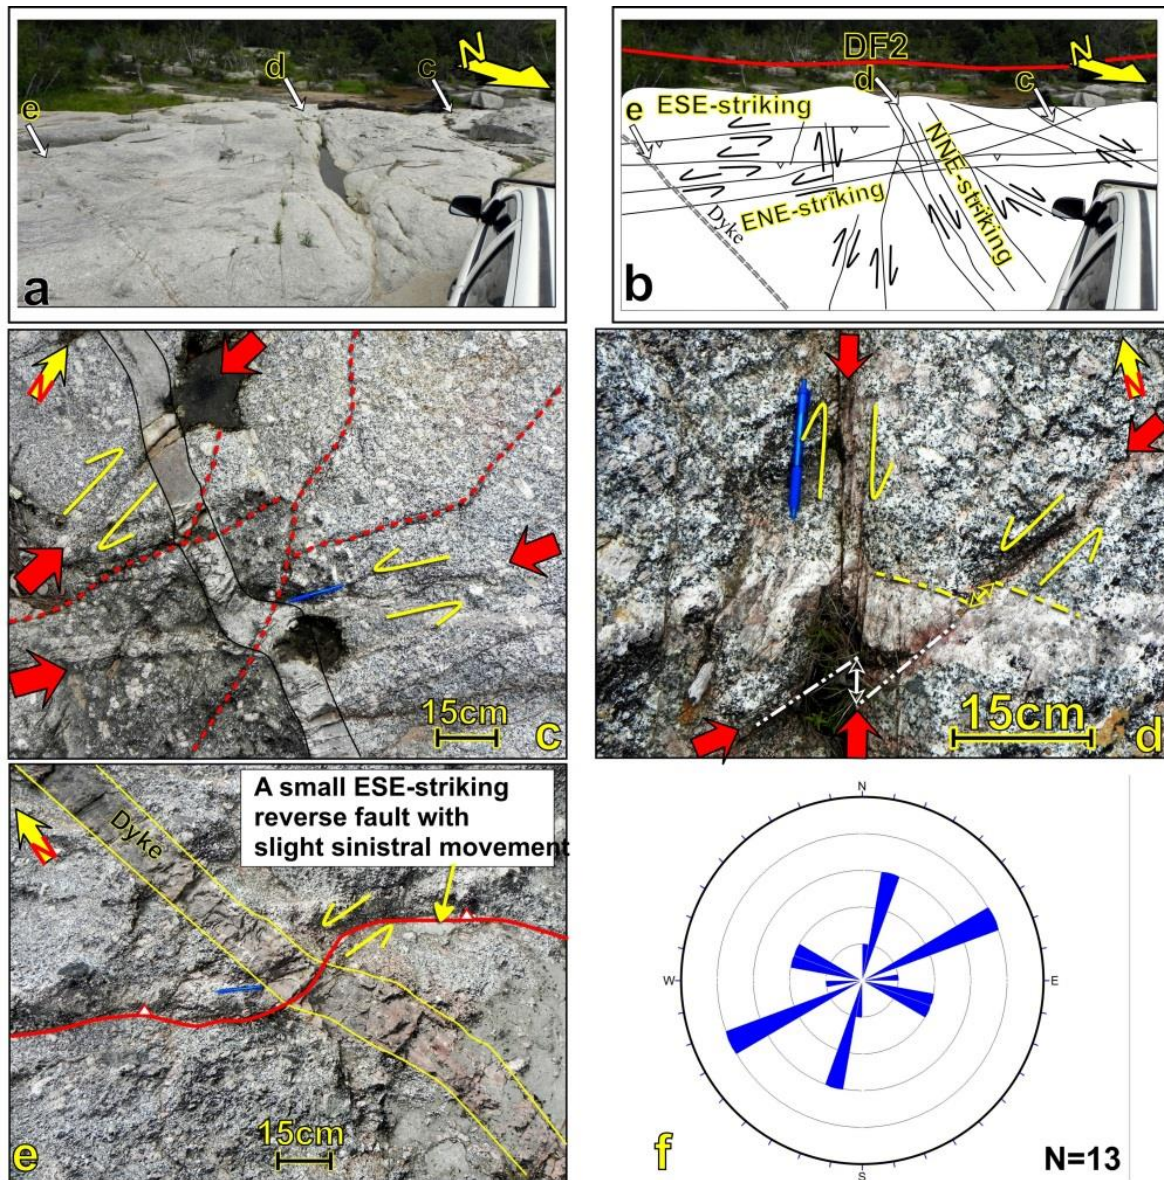 a
e
d
c
N
b
DF2
d
c
N
e
ESE-striking
NNE-striking
ENE-striking
Dyke
c
N
15cm
d
N
15cm
e
N
Dyke
A small ESE-striking
reverse fault with
slight sinistral movement
15cm
f
N
W
E
S
N=13